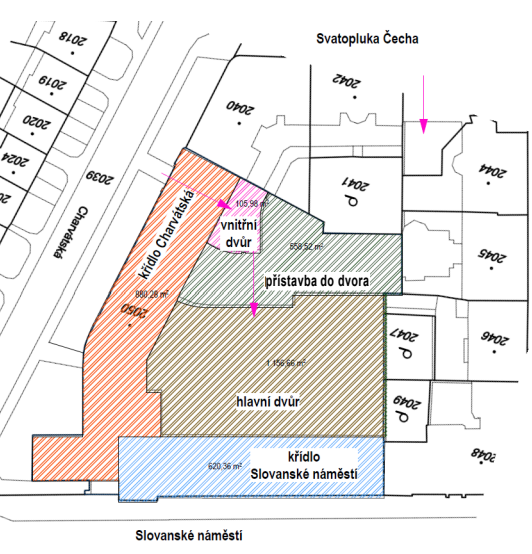 Svatopluka Čecha
2018
2019
2020
2024
2039
2040
2042
2041
2044
2045
2046
2047
2049
2048
2050
Charvátská
křídlo Charvátská
880,28 m²
105,98 m²
vnitřní
dvůr
558,52 m²
přístavba do dvora
1 156,66 m²
hlavní dvůr
620,36 m²
křídlo
Slovanské náměstí
Slovanské náměstí